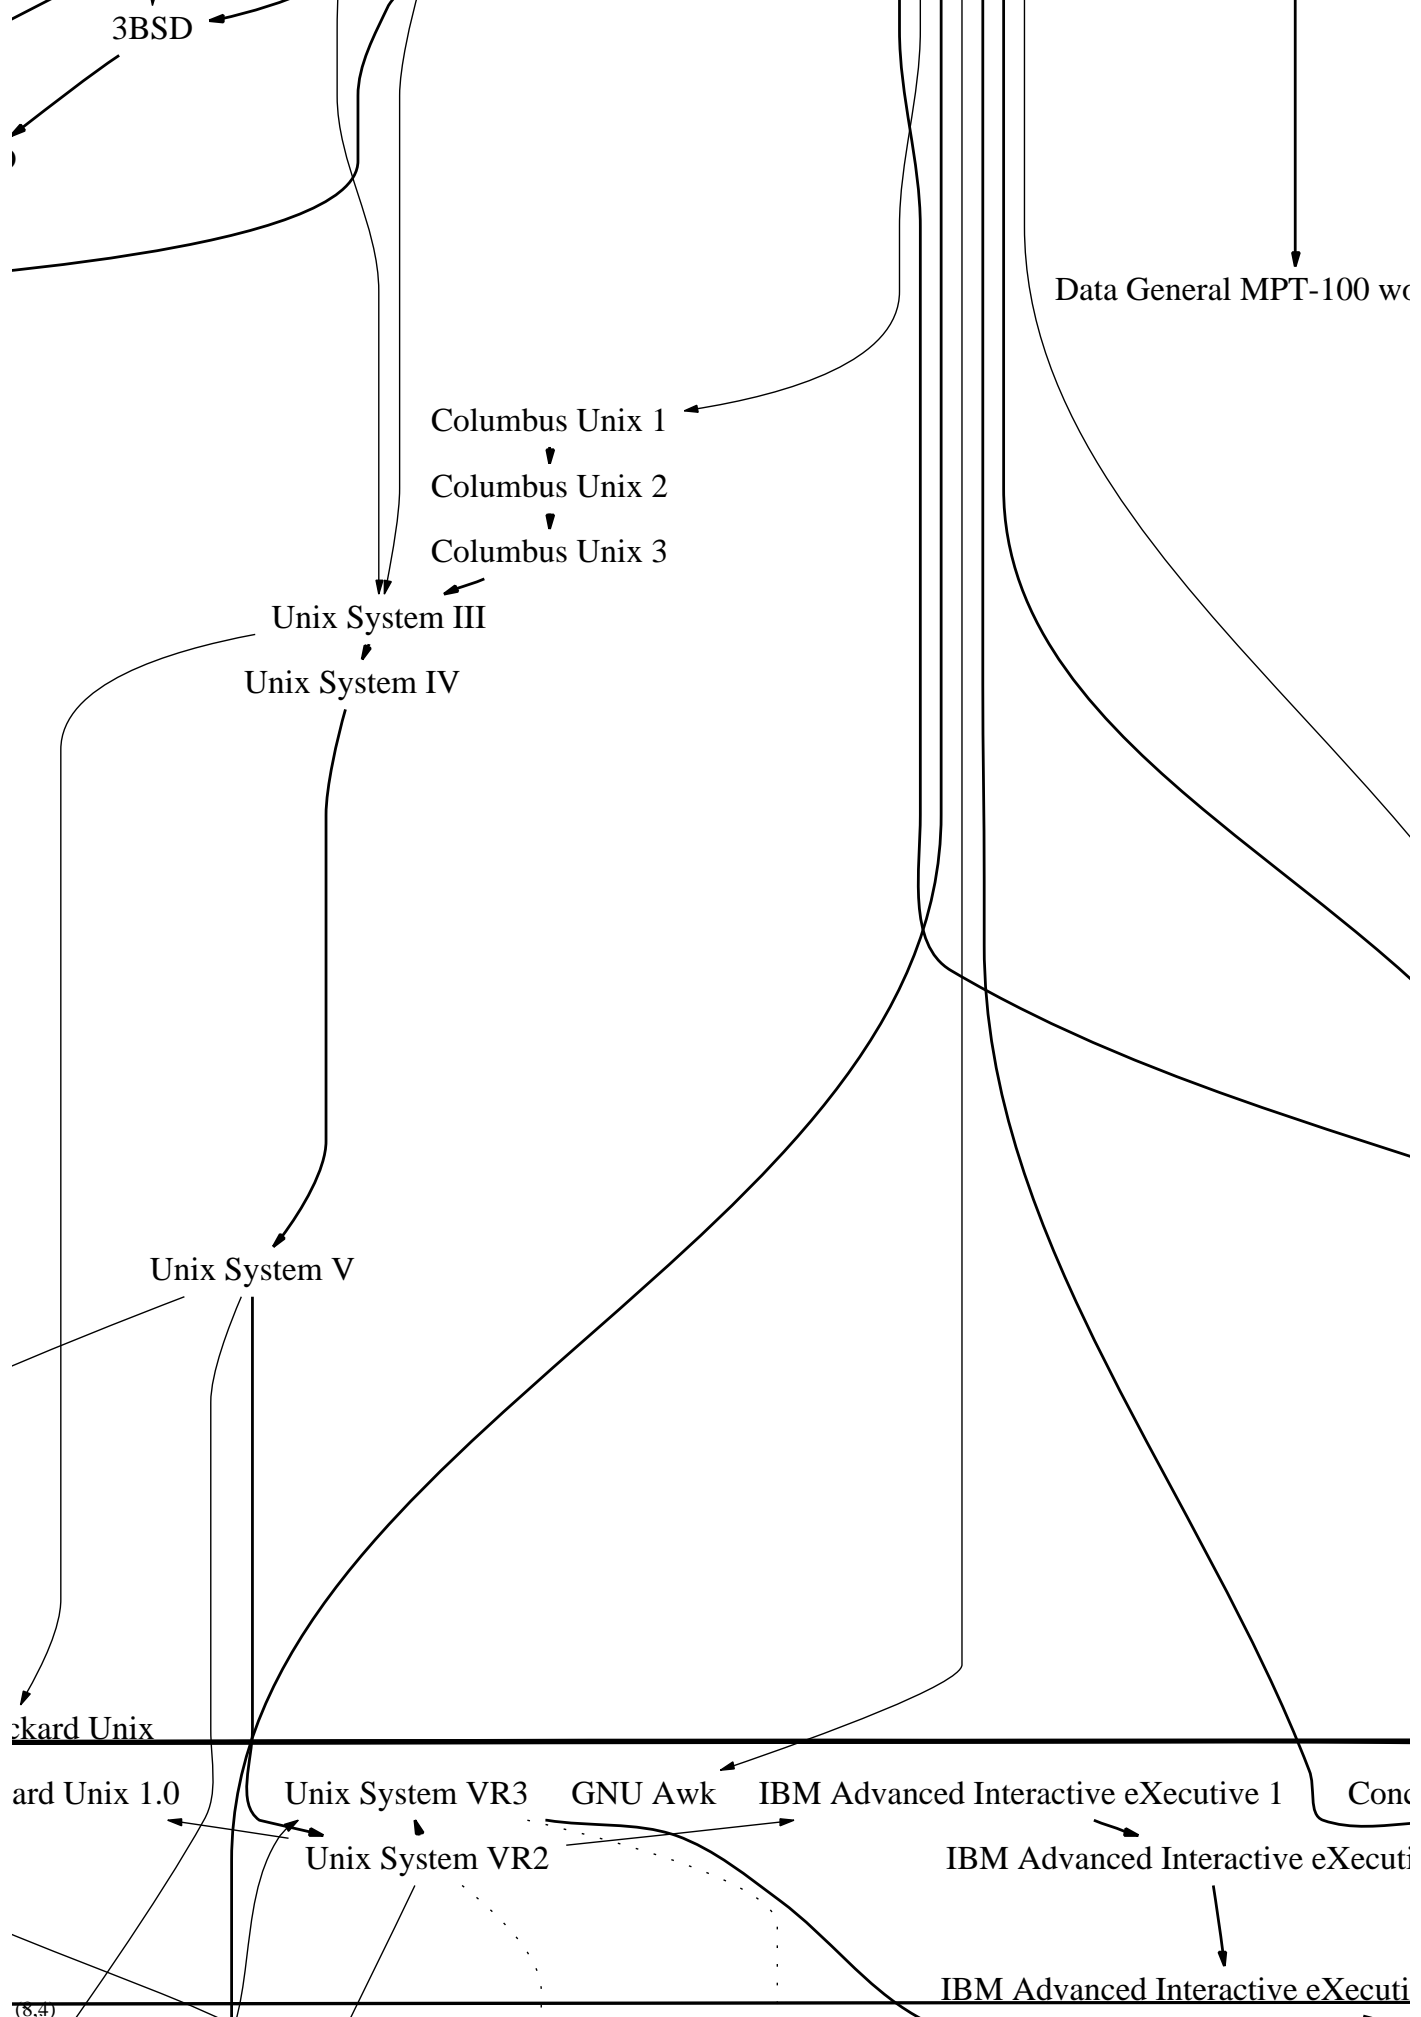 3BSD
Data General MPT-100
Columbus Unix 1
Columbus Unix 2
Columbus Unix 3
Unix System III
Unix System IV
Unix System V
ckard Unix
ard Unix 1.0
Unix System VR3
GNU Awk
IBM Advanced Interactive eXecutive 1
Conc
Unix System VR2
IBM Advanced Interactive eXecuti
IBM Advanced Interactive eXecuti
(8,4)